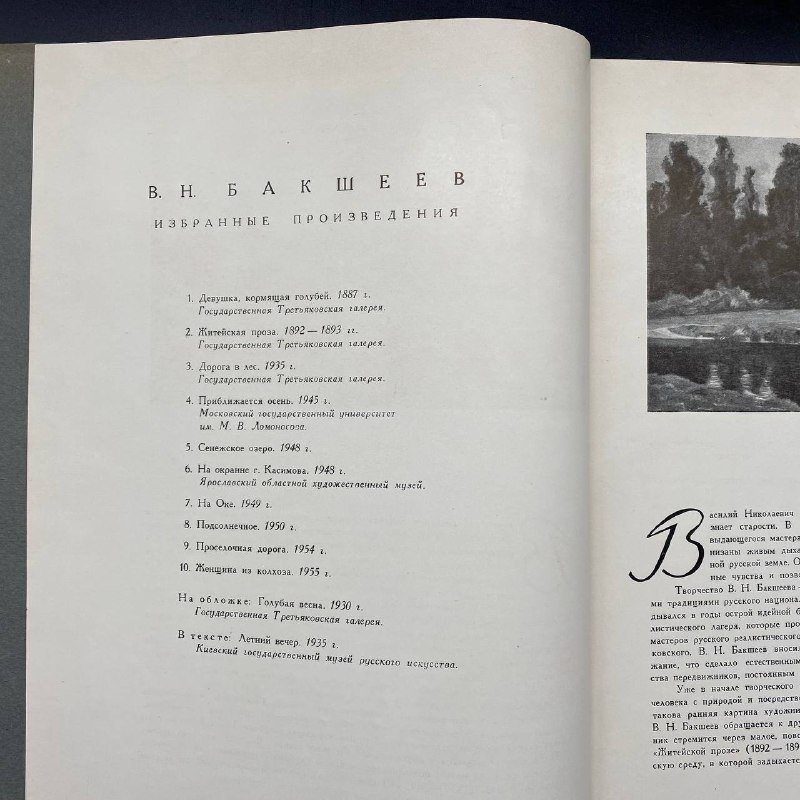 В. Н. БАКШЕЕВ
ИЗБРАННЫЕ ПРОИЗВЕДЕНИЯ
1. Девушка, кормящая голубей. 1887 г.
Государственная Третьяковская галерея.
2. Житейская проза. 1892 — 1893 гг.
Государственная Третьяковская галерея.
3. Дорога в лес. 1935 г.
Государственная Третьяковская галерея.
4. Приближается осень. 1945 г.
Московский государственный университет
им. М. В. Ломоносова.
5. Сенежское озеро. 1948 г.
6. На окраине г. Касимова. 1948 г.
Ярославский областной художественный музей.
7. На Оке. 1949 г.
8. Подсолнечное. 1950 г.
9. Проселочная дорога. 1954 г.
10. Женщина из колхоза. 1955 г.
На обложке: Голубая весна. 1930 г.
Государственная Третьяковская галерея.
В тексте: Летний вечер. 1935 г.
Киевский государственный музей русского искусства.
Василий Николаевич
знает старости. В
выдающегося мастера
низаны живым дыха
ной русской земле. О
ные чувства и позво
Творчество В. Н. Бакшеева
ми традициями русского национа
дывался в годы острой идейной б
листического лагеря, которые про
мастеров русского реалистического
ковского. В. Н. Бакшеев вносил
жание, что сделало естественным
ства передвижников, постоянным
Уже в начале творческого
человека с природой и посредство
такова ранняя картина художни
В. Н. Бакшеев обращается к дру
ник стремится через малое, повс
«Житейской прозе» (1892 — 189
скую среду, в которой задыхаетс